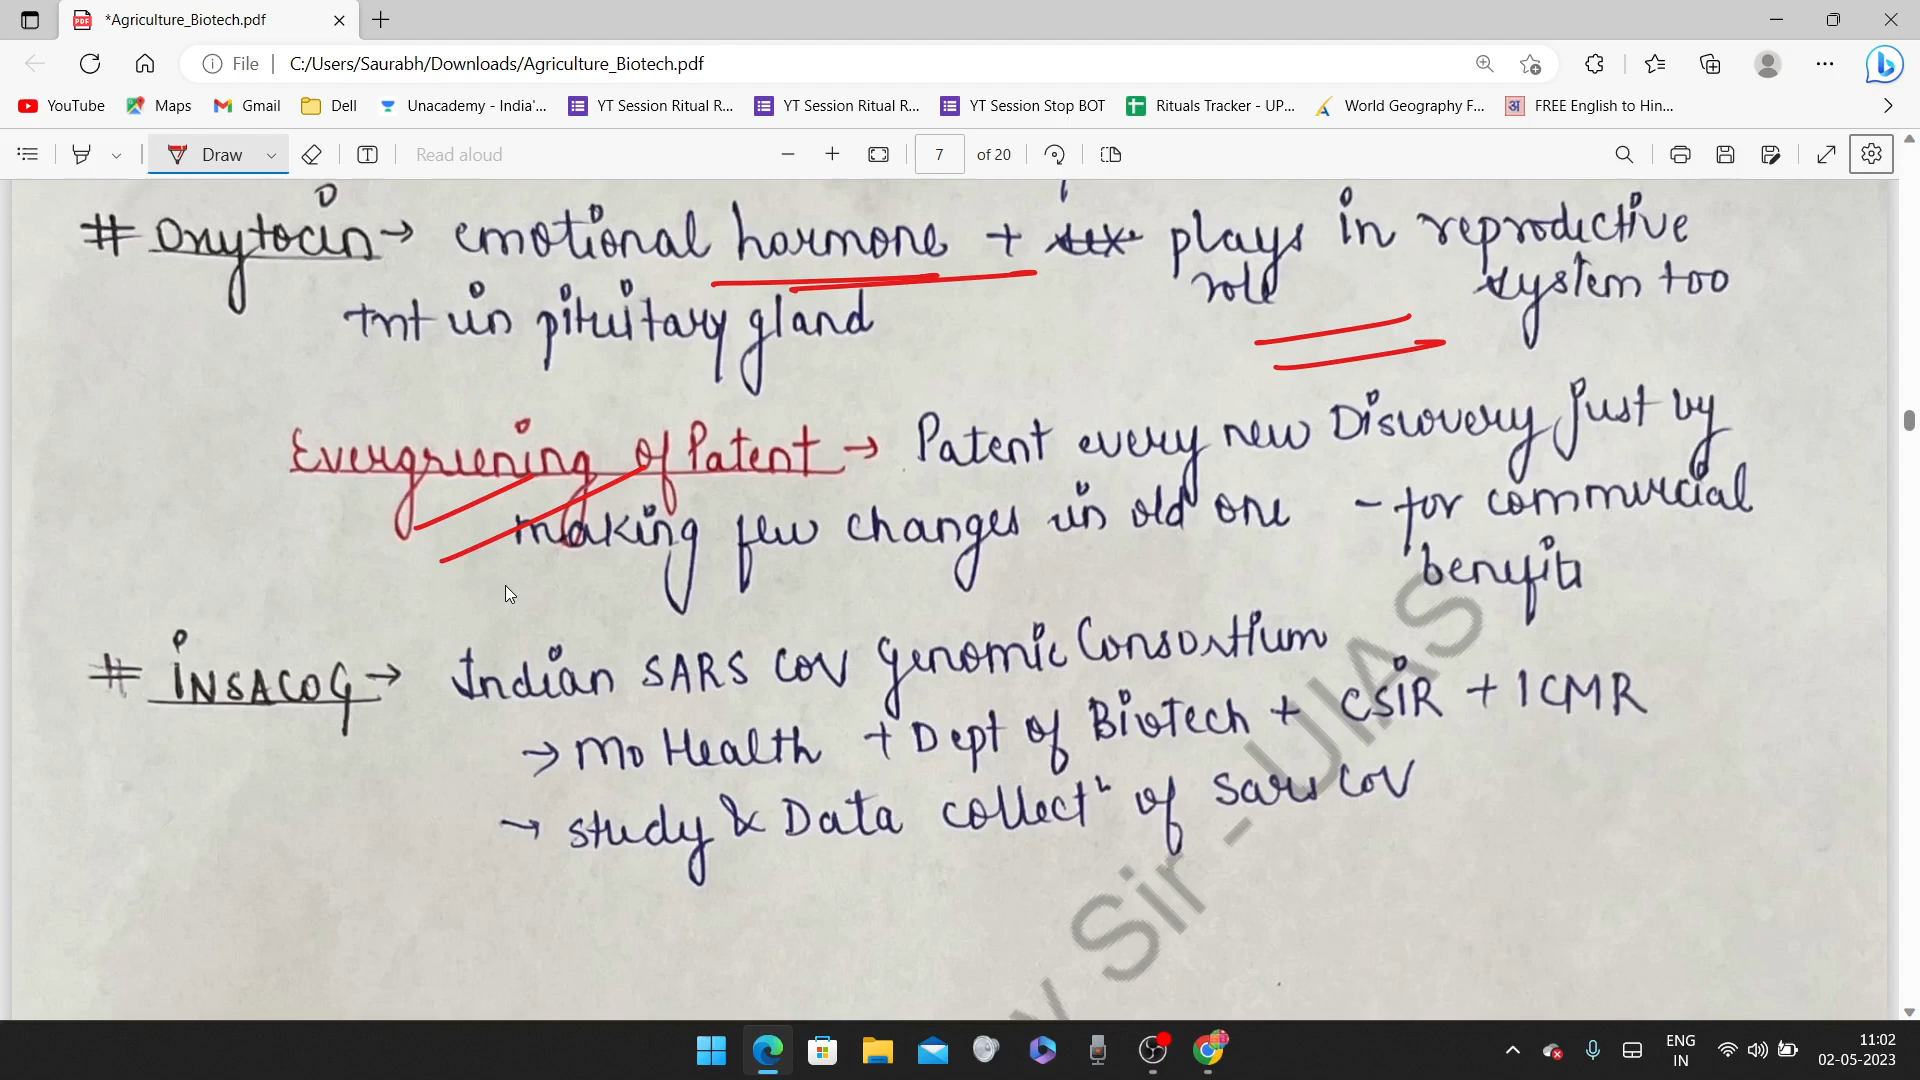 *Agriculture_Biotech.pdf
File | C:/Users/Saurabh/Downloads/Agriculture_Biotech.pdf
YouTube Maps Gmail Dell Unacademy - India'... YT Session Ritual R... YT Session Ritual R... YT Session Stop BOT Rituals Tracker - UP... World Geography F... FREE English to Hin...
Draw Read aloud 7 of 20
# Oxytocin → emotional hormone + plays in reprodictive
role system too
tnt in pituitary gland
Evergriening of Patent → Patent every new Discovery Just by
making few changes in old one - for commercial
benefits
# INSACOG → Indian SARS COV Genomic Consortium
→ Mo Health + Dept of Biotech + CSIR + ICMR
→ study & Data collectn of Sars COV
Sir - UIAS
ENG 11:02
IN 02-05-2023